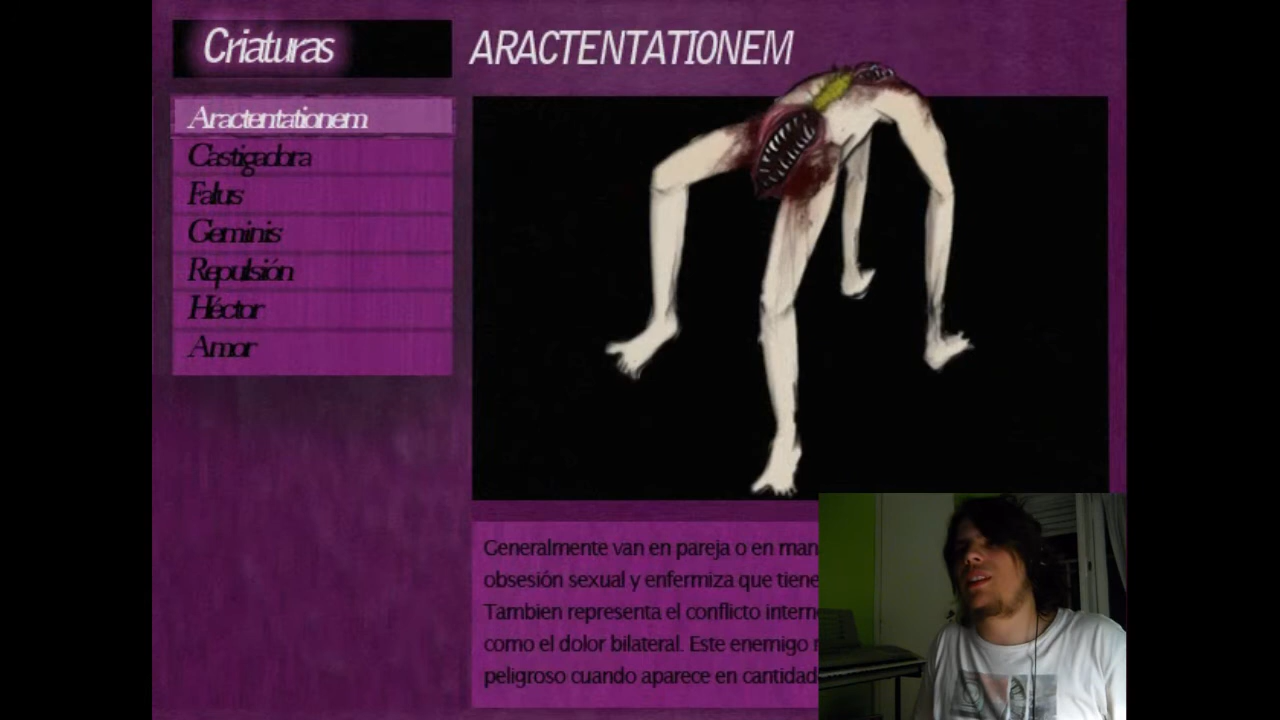 Criaturas
ARACTENTATIONEM
Aractentationem
Castigadora
Falus
Geminis
Repulsión
Héctor
Amor
Generalmente van en pareja o en man
obsesión sexual y enfermiza que tiene
Tambien representa el conflicto intern
como el dolor bilateral. Este enemigo
peligroso cuando aparece en cantidad